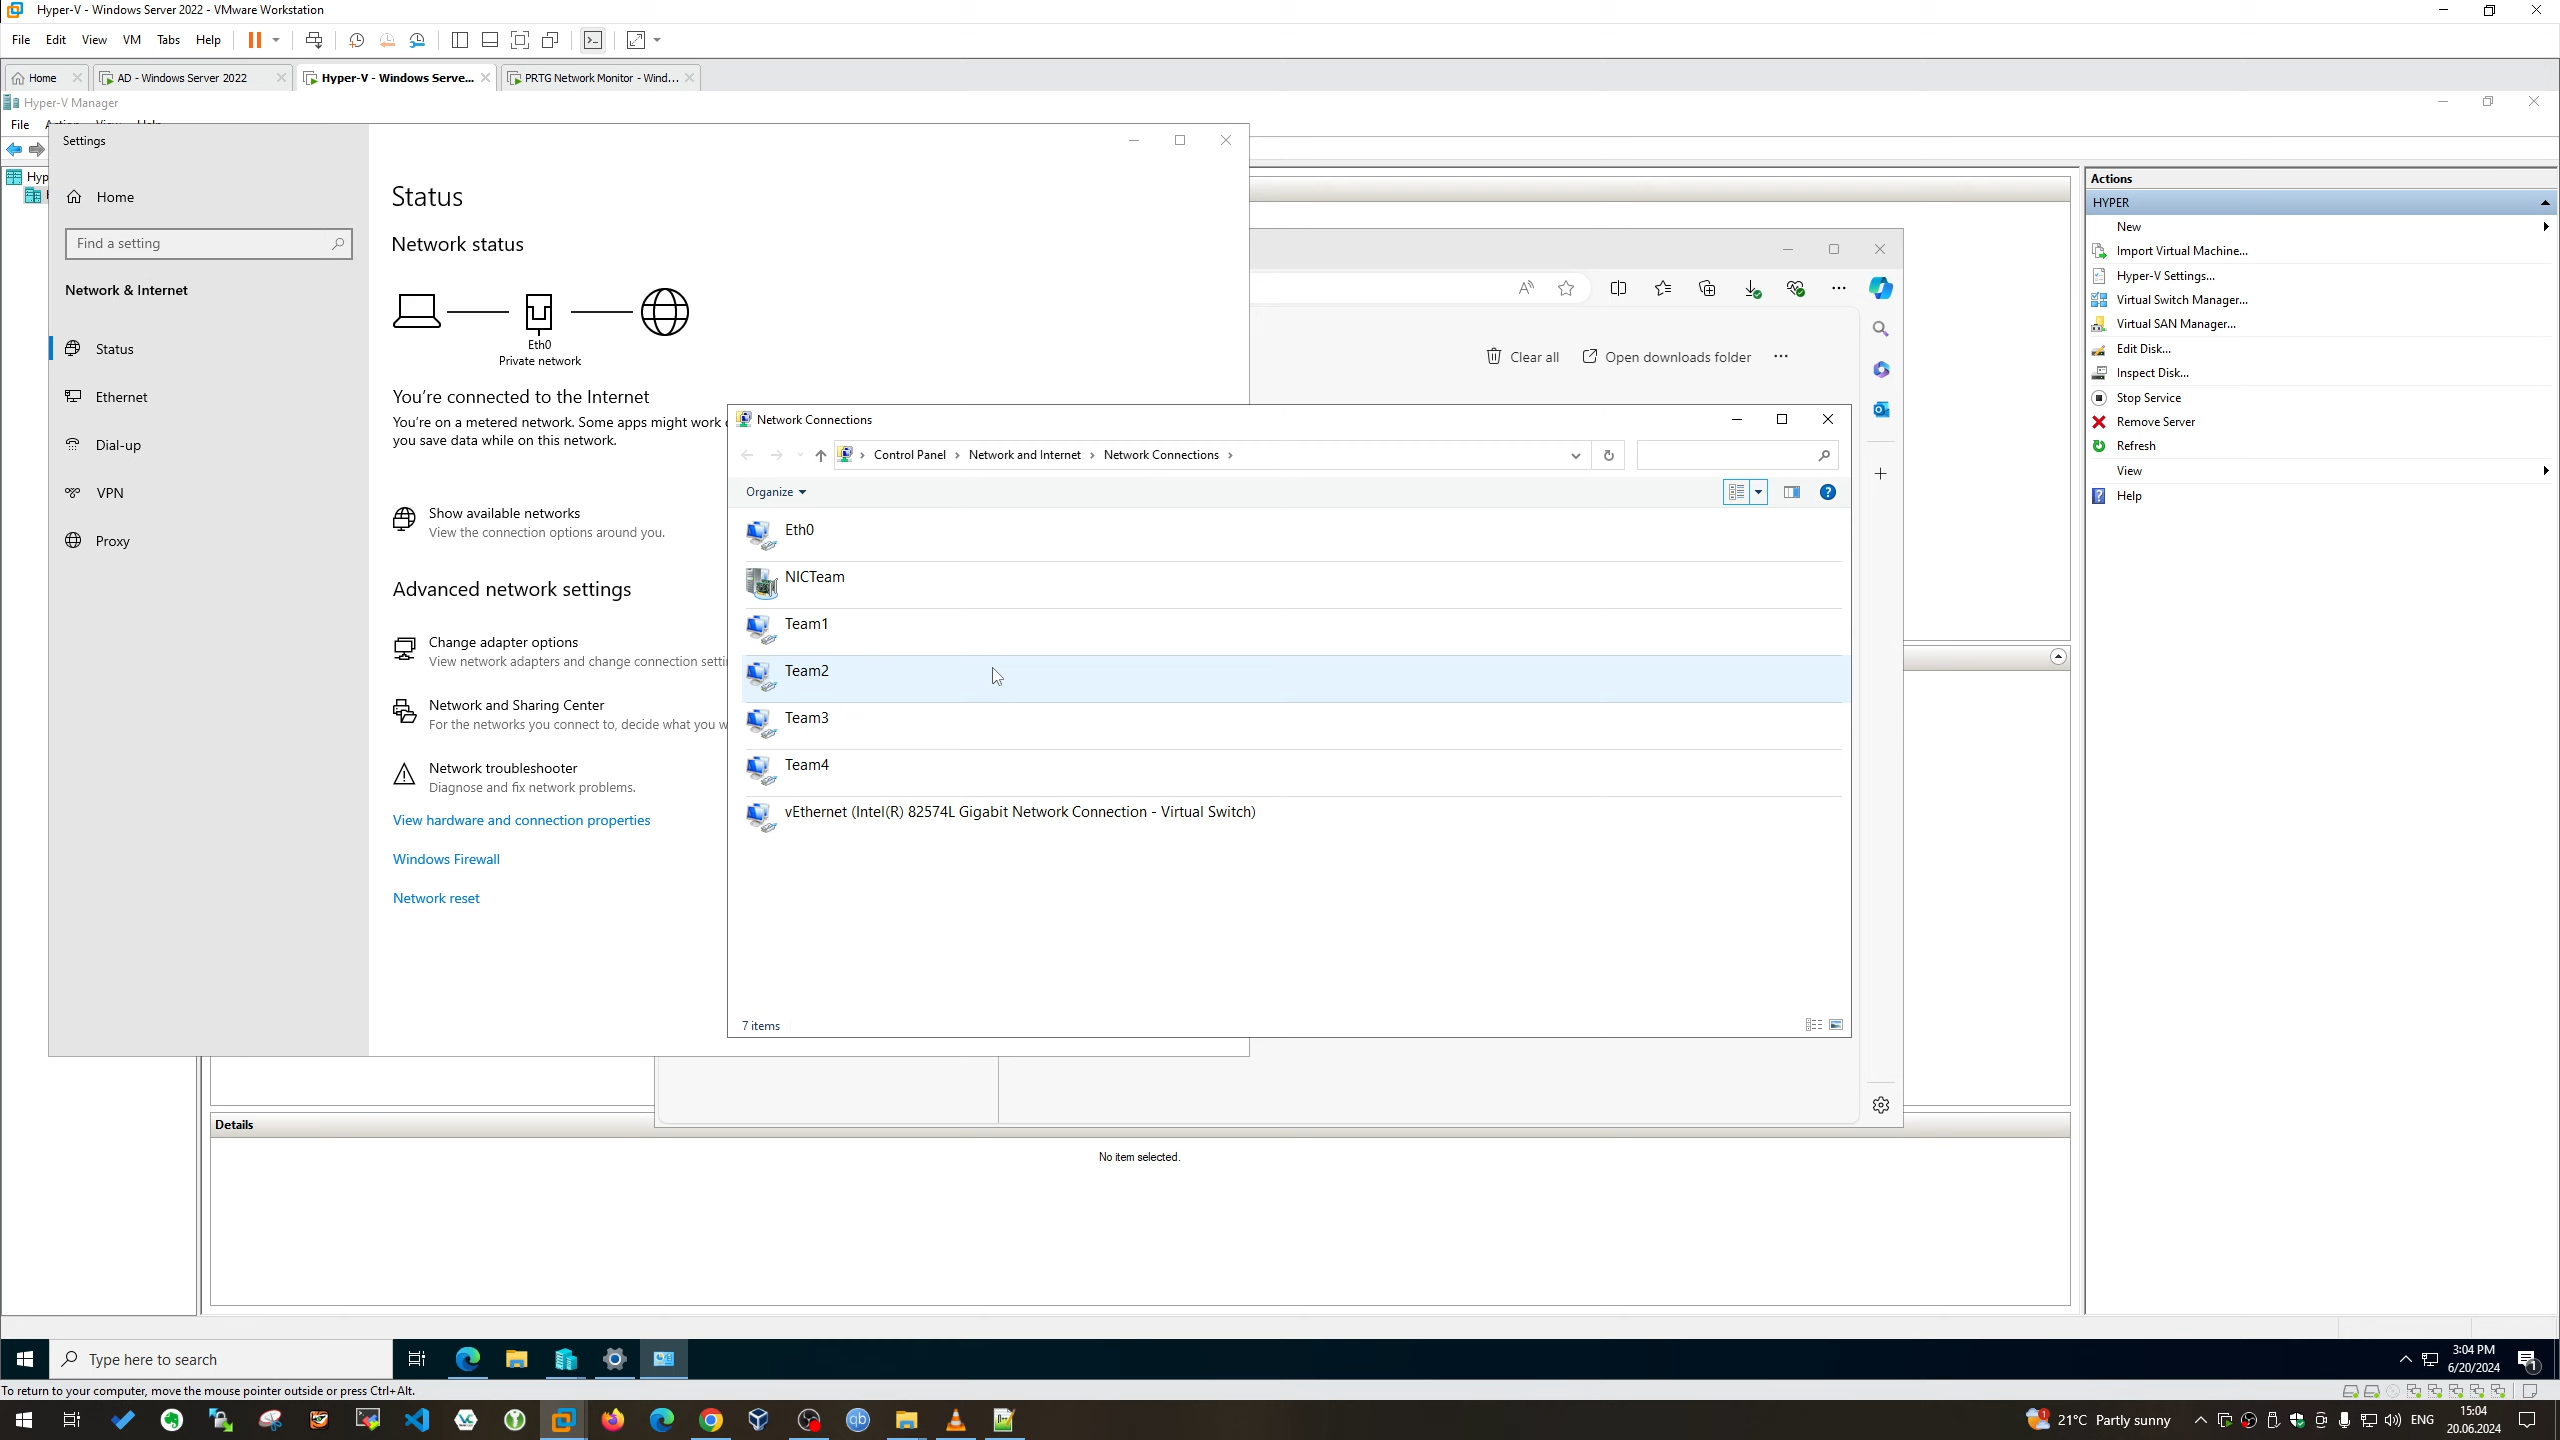 Hyper-V - Windows Server 2022 - VMware Workstation
File Edit View VM Tabs Help
Home
AD - Windows Server 2022
Hyper-V - Windows Serve...
PRTG Network Monitor - Wind...
Hyper-V Manager
File
Settings
Home
Find a setting
Network & Internet
Status
Ethernet
Dial-up
VPN
Proxy
Status
Network status
Eth0
Private network
You're connected to the Internet
You're on a metered network. Some apps might work
you save data while on this network.
Show available networks
View the connection options around you.
Advanced network settings
Change adapter options
View network adapters and change connection setti
Network and Sharing Center
For the networks you connect to, decide what you w
Network troubleshooter
Diagnose and fix network problems.
View hardware and connection properties
Windows Firewall
Network reset
Clear all
Open downloads folder
Network Connections
Control Panel
Network and Internet
Network Connections
Organize
Eth0
NICTeam
Team1
Team2
Team3
Team4
vEthernet (Intel(R) 82574L Gigabit Network Connection - Virtual Switch)
7 items
Actions
HYPER
New
Import Virtual Machine...
Hyper-V Settings...
Virtual Switch Manager...
Virtual SAN Manager...
Edit Disk...
Inspect Disk...
Stop Service
Remove Server
Refresh
View
Help
Details
No item selected.
Type here to search
3:04 PM
6/20/2024
1
To return to your computer, move the mouse pointer outside or press Ctrl+Alt.
21°C Partly sunny
ENG
15:04
20.06.2024